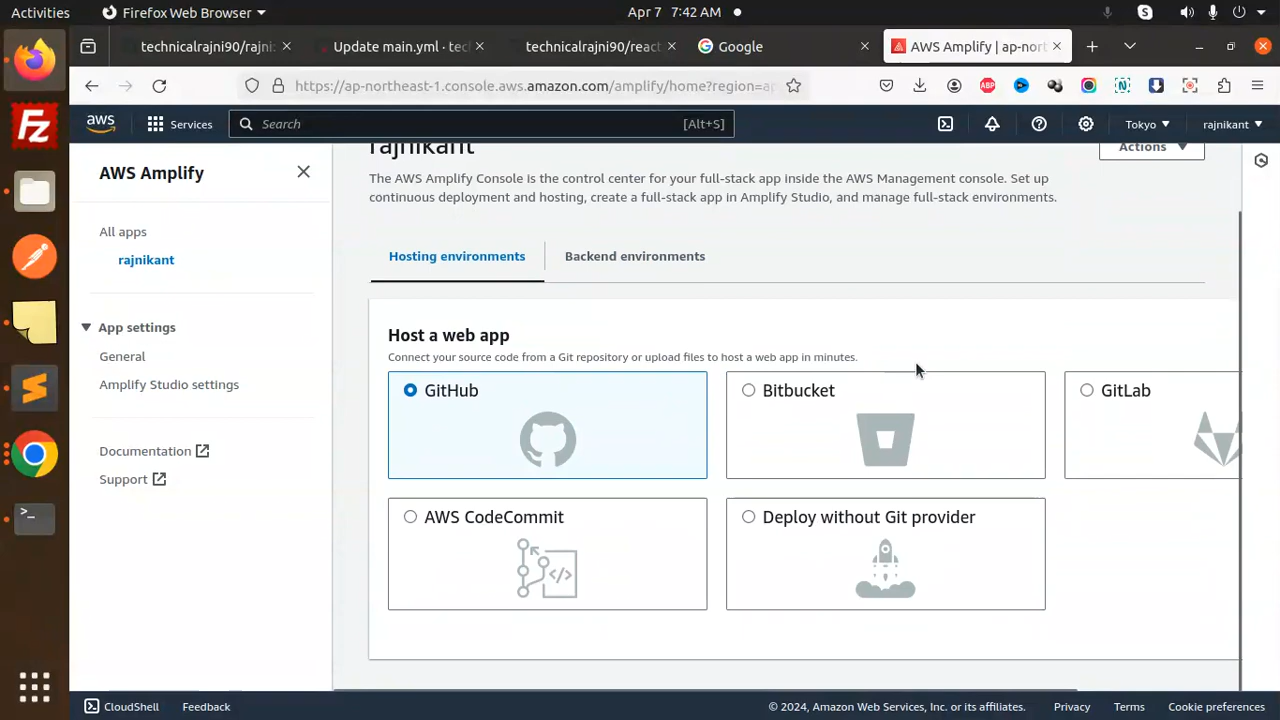 Activities
Firefox Web Browser
Apr 7 7:42 AM
technicalrajni90/rajni
Update main.yml · tec
technicalrajni90/react
Google
AWS Amplify | ap-nort
https://ap-northeast-1.console.aws.amazon.com/amplify/home?region=ap
aws
Services
Search
[Alt+S]
Tokyo
rajnikant
AWS Amplify
All apps
rajnikant
App settings
General
Amplify Studio settings
Documentation
Support
rajnikant
Actions
The AWS Amplify Console is the control center for your full-stack app inside the AWS Management console. Set up
continuous deployment and hosting, create a full-stack app in Amplify Studio, and manage full-stack environments.
Hosting environments
Backend environments
Host a web app
Connect your source code from a Git repository or upload files to host a web app in minutes.
GitHub
Bitbucket
GitLab
AWS CodeCommit
Deploy without Git provider
CloudShell
Feedback
© 2024, Amazon Web Services, Inc. or its affiliates.
Privacy
Terms
Cookie preferences